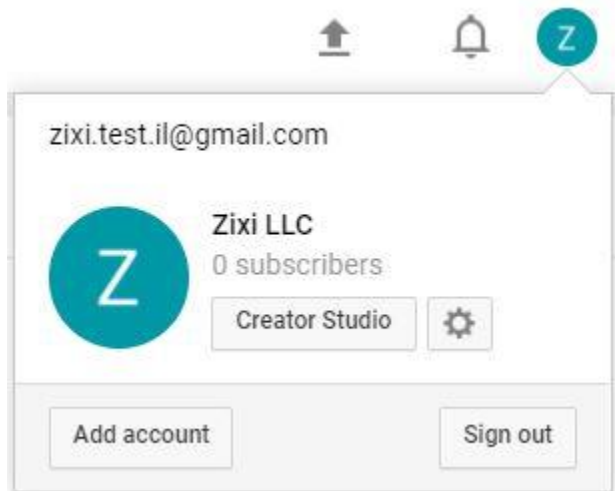 Z
zixi.test.il@gmail.com
Z
Zixi LLC
0 subscribers
Creator Studio
Add account
Sign out